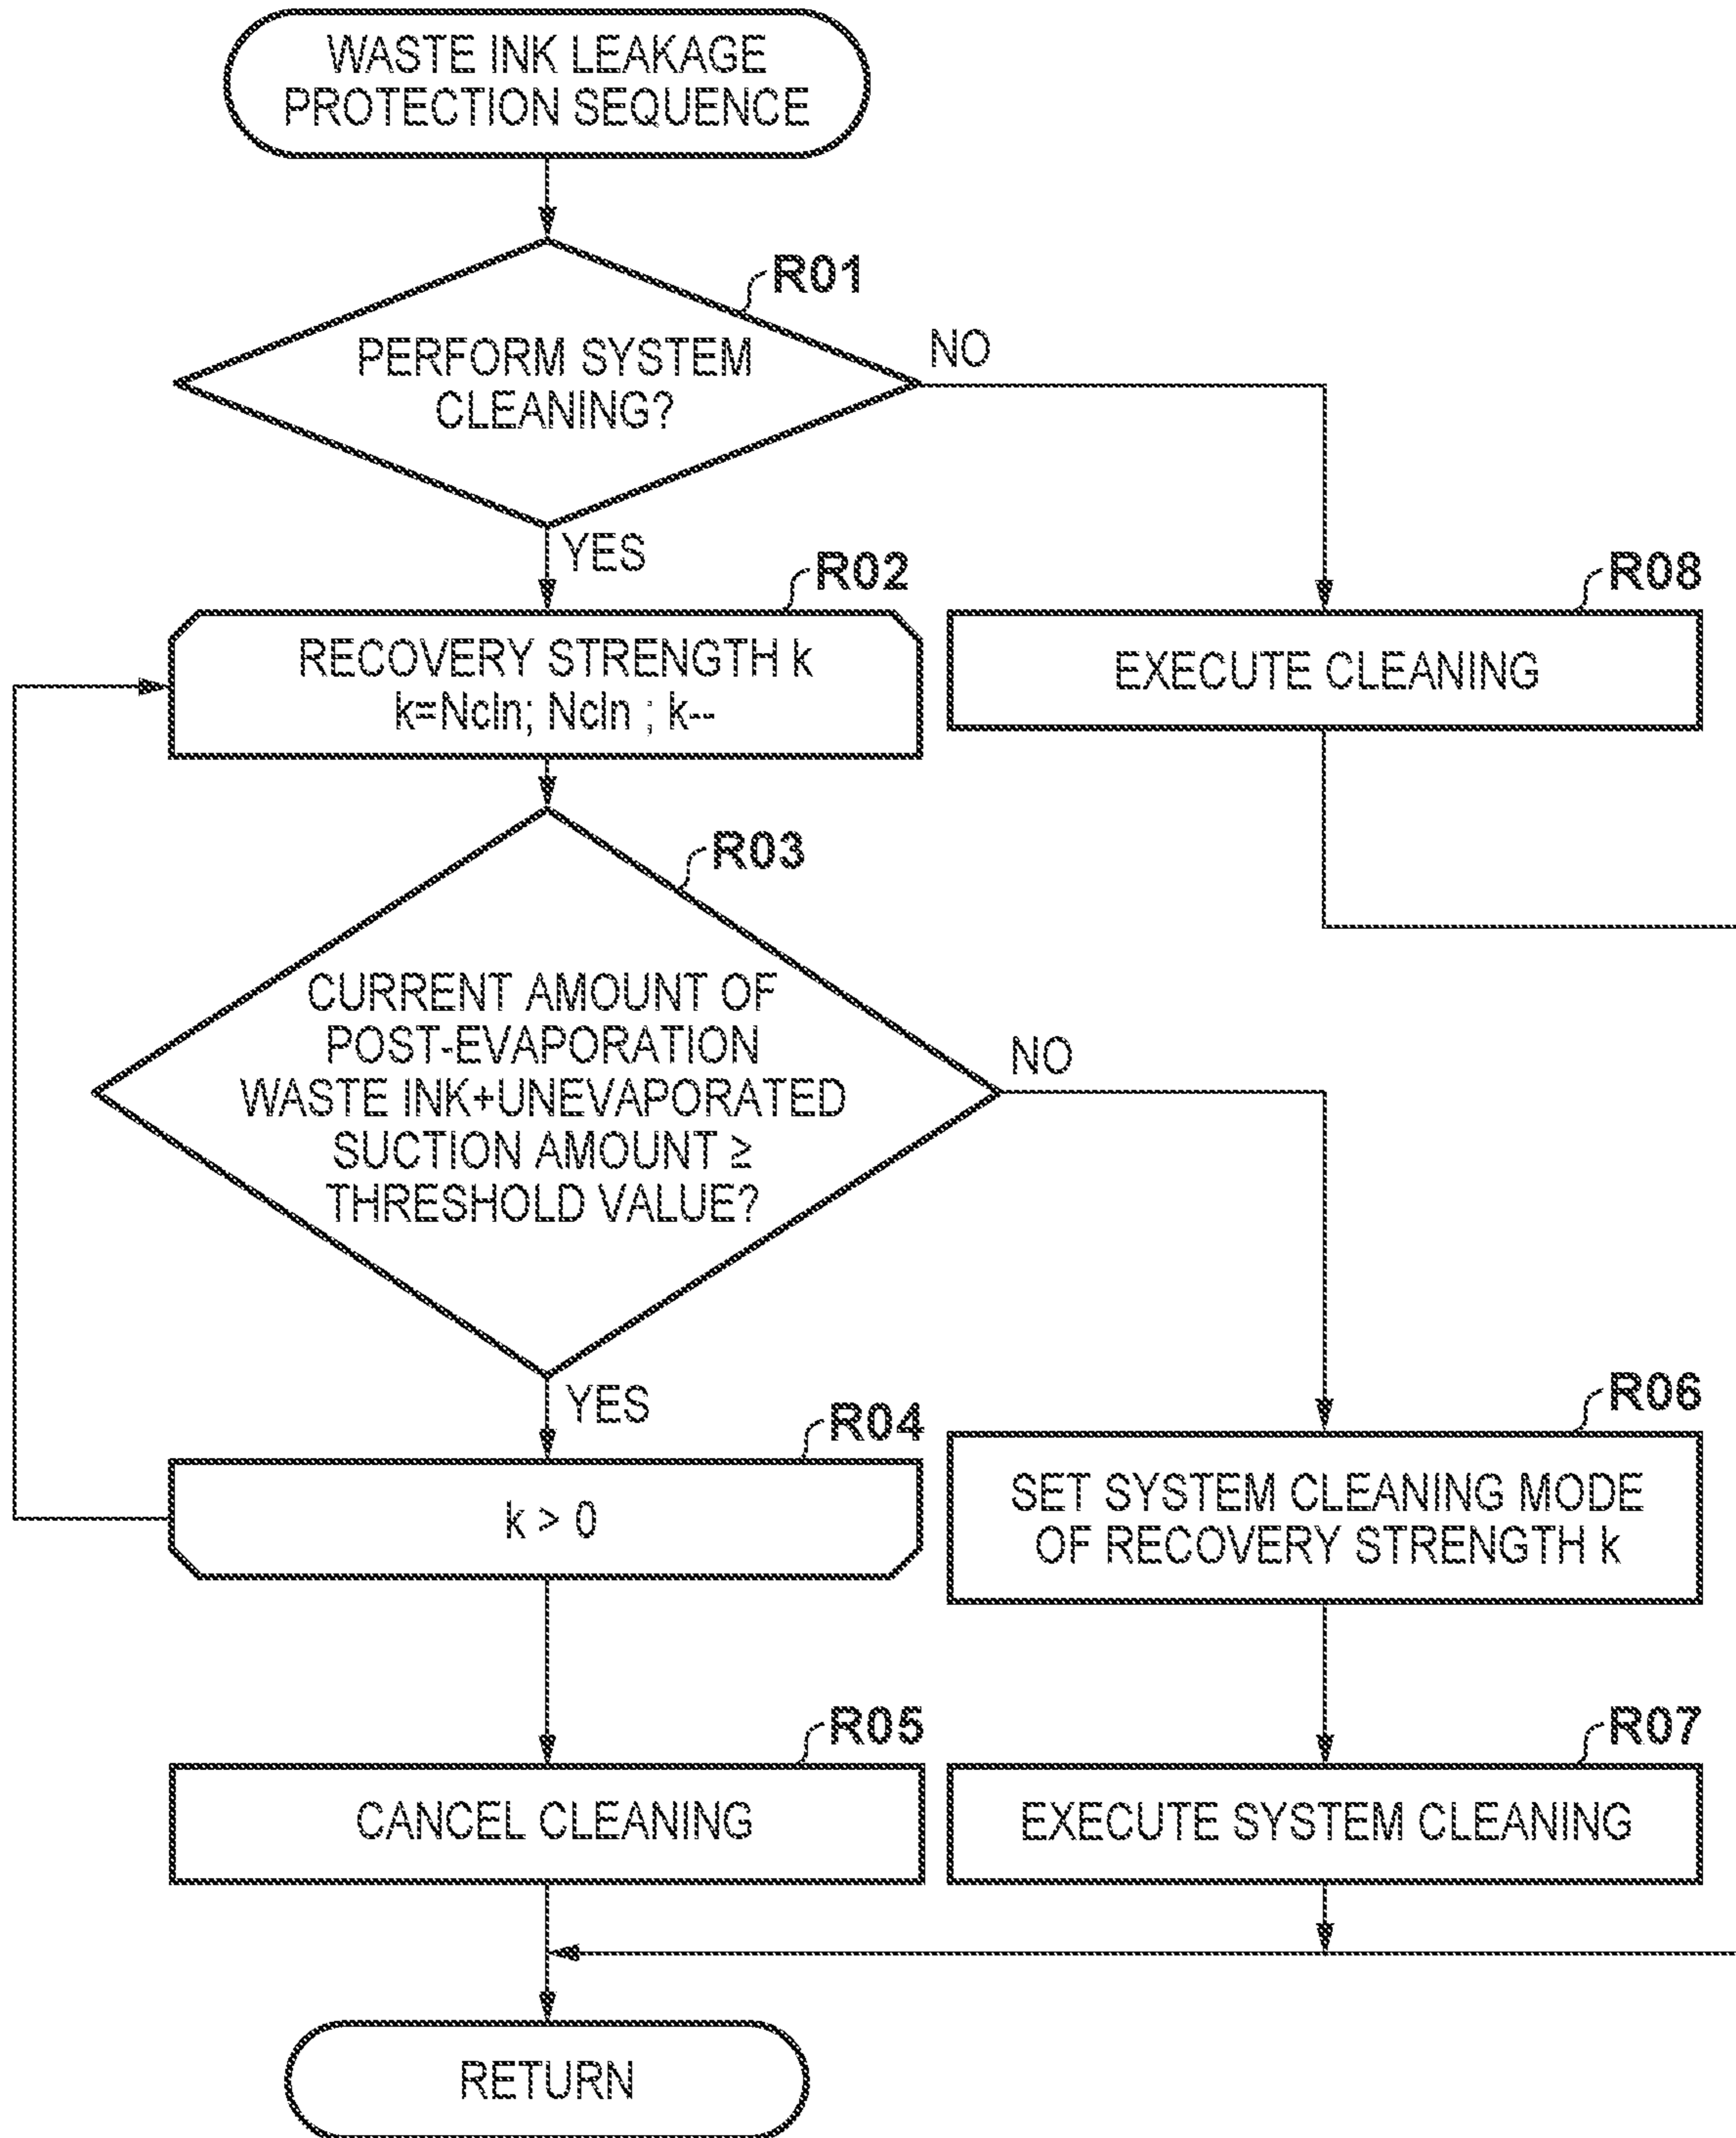 WASTE INK LEAKAGE
PROTECTION SEQUENCE
R01
PERFORM SYSTEM
CLEANING?
NO
YES
R02
RECOVERY STRENGTH k
k=Ncln; Ncln ; k--
R08
EXECUTE CLEANING
R03
CURRENT AMOUNT OF
POST-EVAPORATION
WASTE INK+UNEVAPORATED
SUCTION AMOUNT ≥
THRESHOLD VALUE?
NO
YES
R04
k > 0
R06
SET SYSTEM CLEANING MODE
OF RECOVERY STRENGTH k
R05
CANCEL CLEANING
R07
EXECUTE SYSTEM CLEANING
RETURN